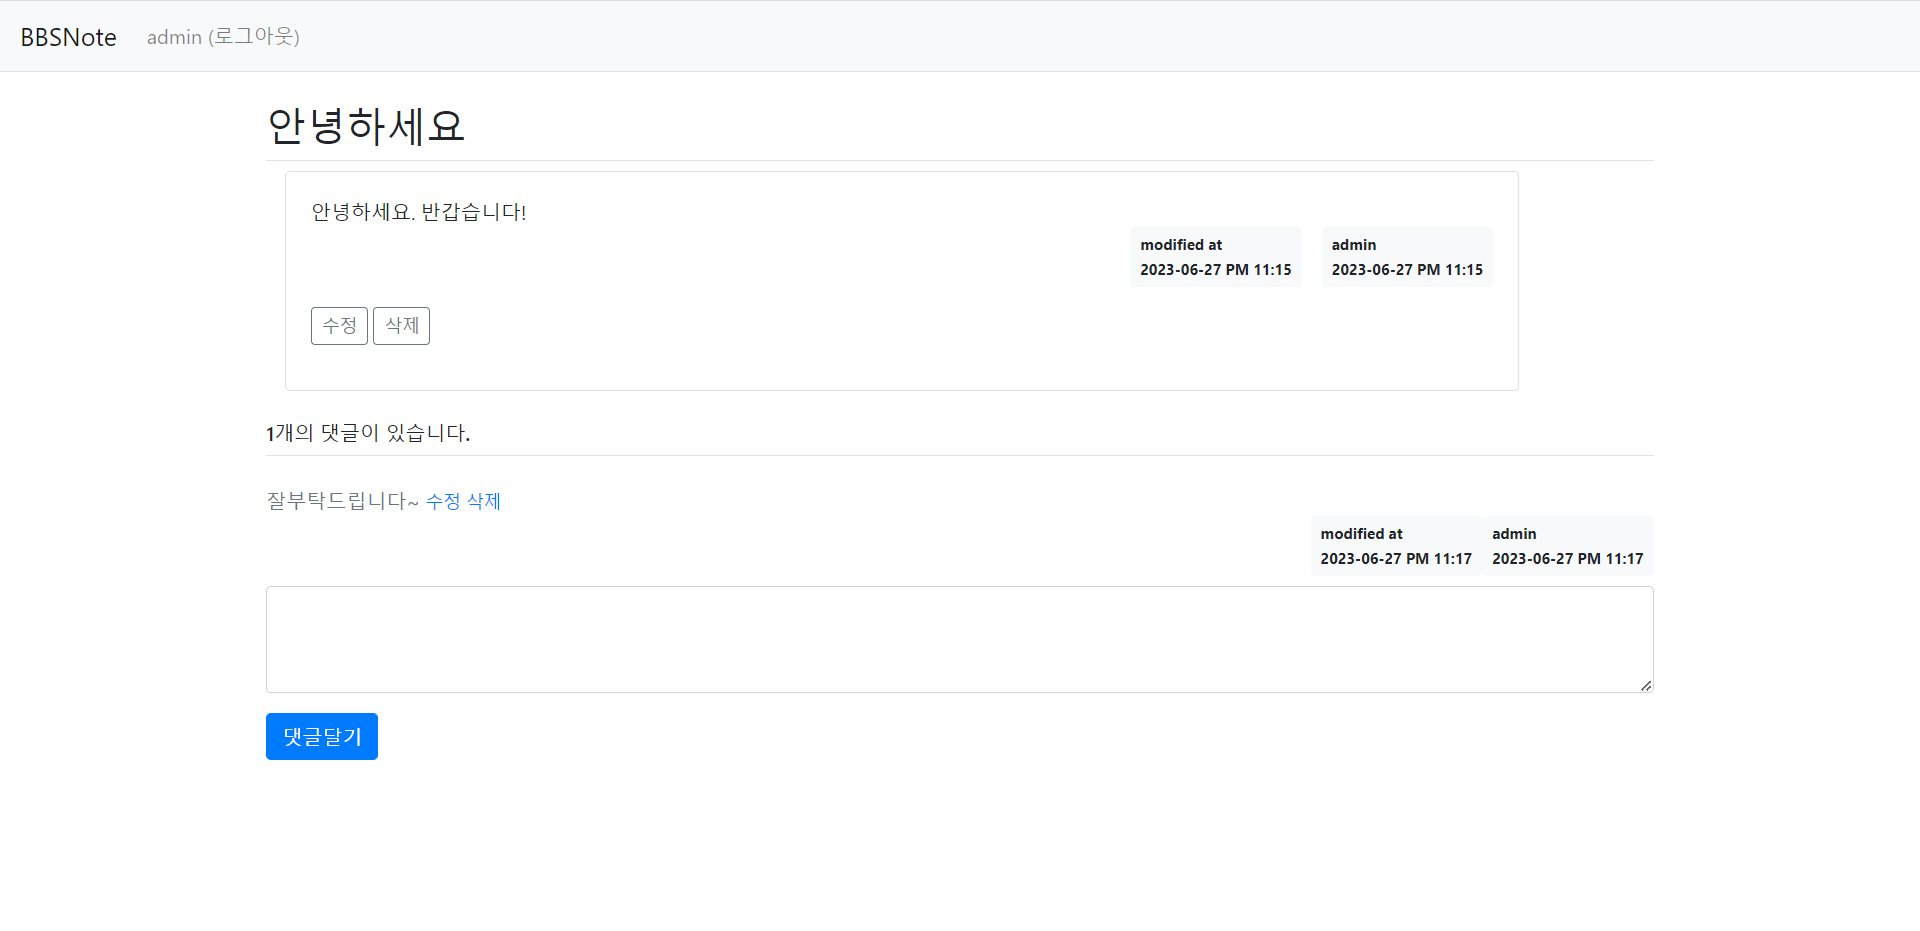 BBSNote admin (로그아웃)
안녕하세요
안녕하세요. 반갑습니다!
modified at
2023-06-27 PM 11:15
admin
2023-06-27 PM 11:15
수정 삭제
1개의 댓글이 있습니다.
잘부탁드립니다~ 수정 삭제
modified at
2023-06-27 PM 11:17
admin
2023-06-27 PM 11:17
댓글달기